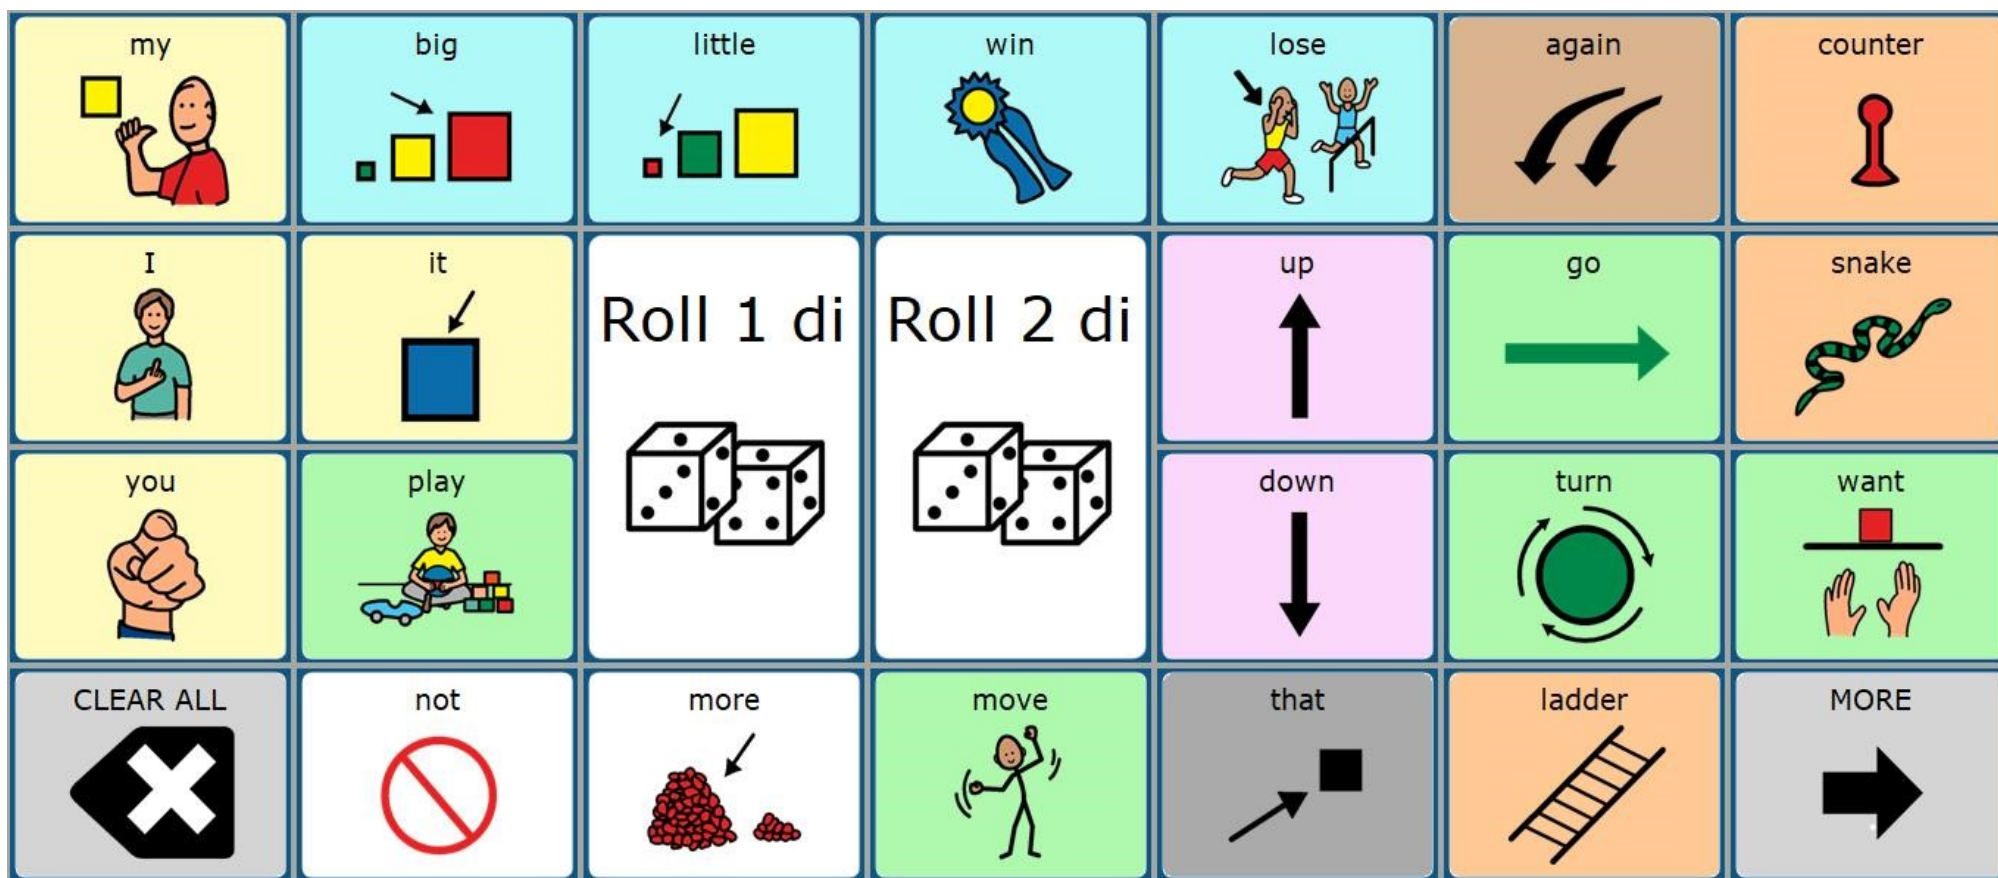 my
big
little
win
lose
again
counter
I
it
Roll 1 di
Roll 2 di
up
go
snake
you
play
down
turn
want
CLEAR ALL
not
more
move
that
ladder
MORE